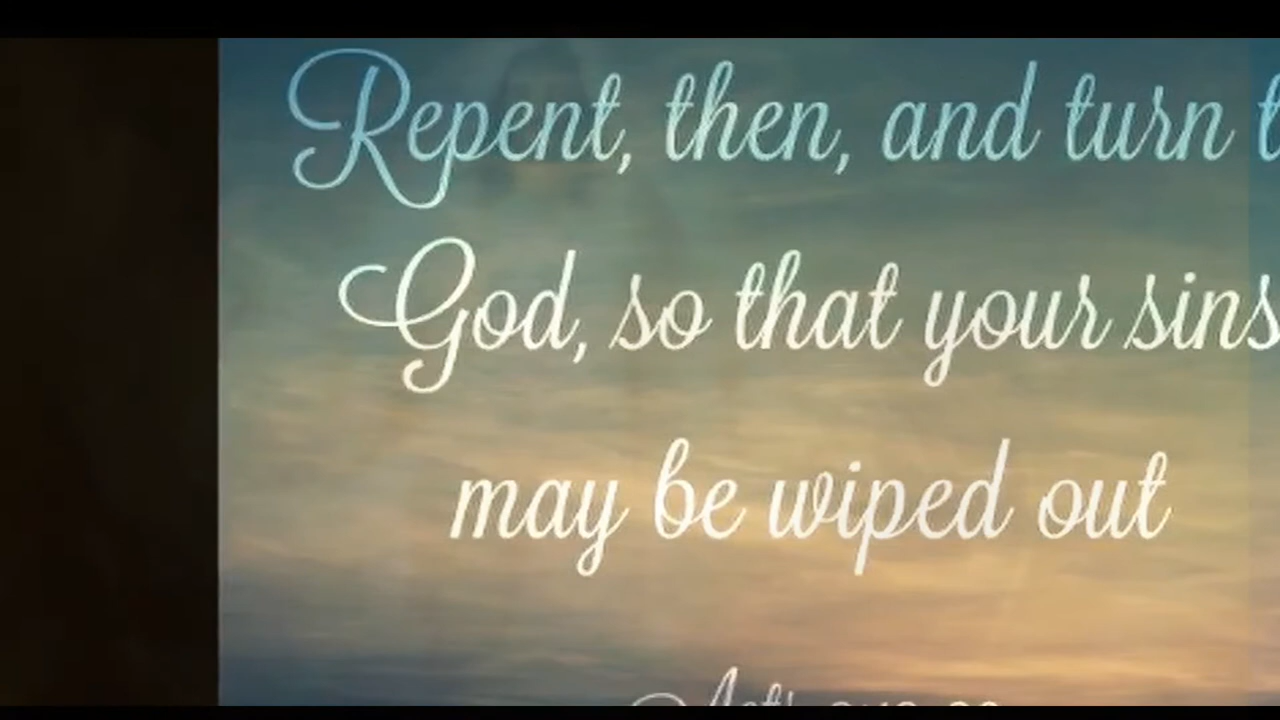 Repent, then, and turn t
God, so that your sins
may be wiped out